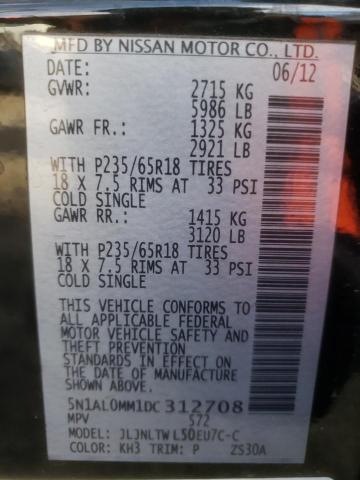 MFD BY NISSAN MOTOR CO., LTD.
DATE: 06/12
GVWR: 2715 KG
5986 LB
GAWR FR.: 1325 KG
2921 LB
WITH P235/65R18 TIRES
18 X 7.5 RIMS AT 33 PSI
COLD SINGLE
GAWR RR.: 1415 KG
3120 LB
WITH P235/65R18 TIRES
18 X 7.5 RIMS AT 33 PSI
COLD SINGLE
THIS VEHICLE CONFORMS TO
ALL APPLICABLE FEDERAL
MOTOR VEHICLE SAFETY AND
THEFT PREVENTION
STANDARDS IN EFFECT ON THE
DATE OF MANUFACTURE
SHOWN ABOVE.
5N1AL0MM1DC312708
MPV 572
MODEL: JLJNLTWL50EU7C-C
COLOR: KH3 TRIM: P ZS30A